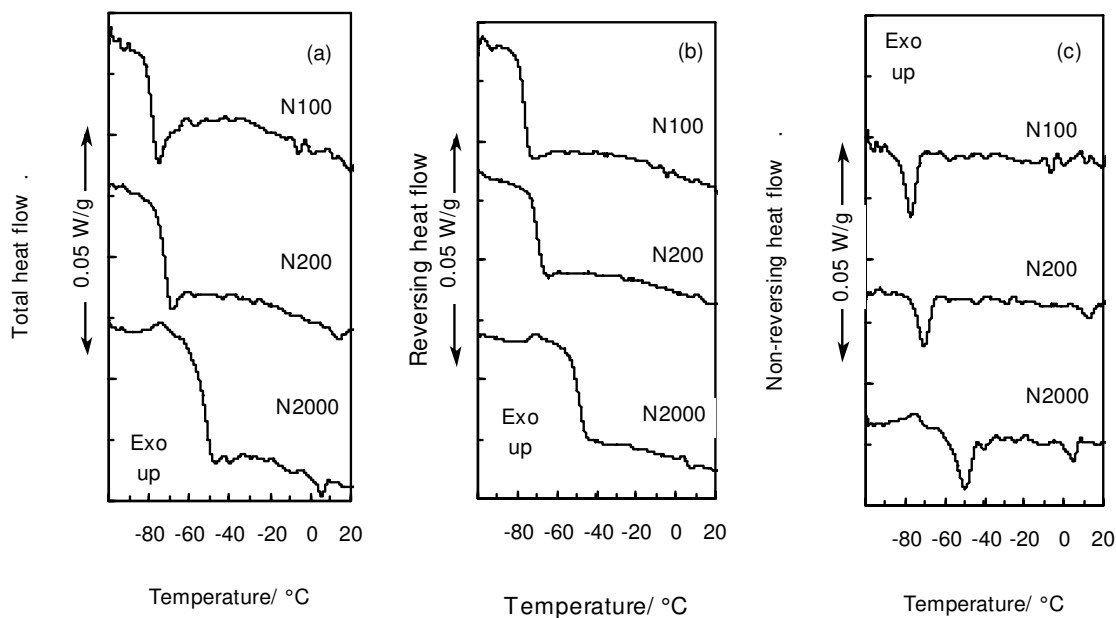 (a)
N100
N200
N2000
Exo
up
Total heat flow .
0.05 W/g
-80 -60 -40 -20 0 20
Temperature/ °C
(b)
N100
N200
N2000
Exo
up
Reversing heat flow
0.05 W/g
-80 -60 -40 -20 0 20
Temperature/ °C
Exo
up
(c)
N100
N200
N2000
Non-reversing heat flow .
0.05 W/g
-80 -60 -40 -20 0 20
Temperature/ °C